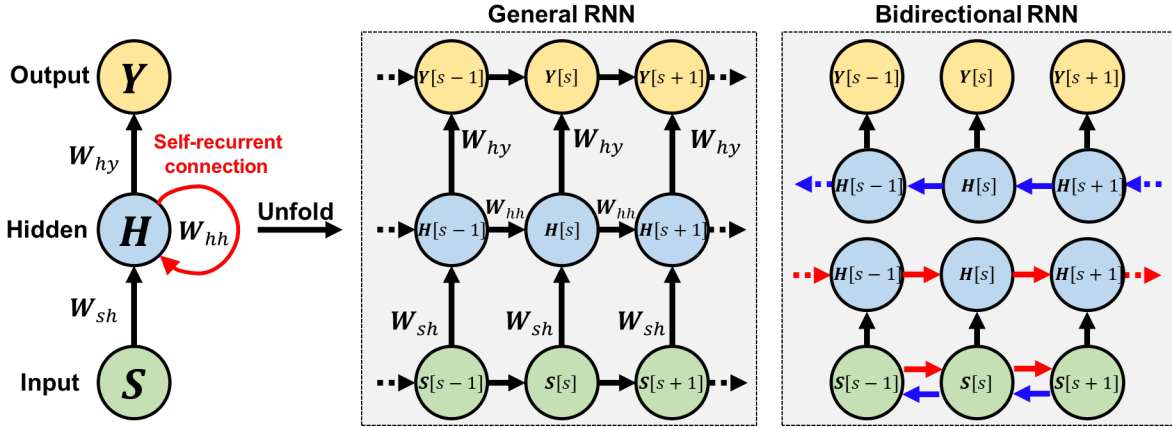 General RNN
Bidirectional RNN
Output
Y
W_hy
Self-recurrent
connection
Hidden
H
W_hh
Unfold
W_sh
Input
S
Y[s − 1]
Y[s]
Y[s + 1]
W_hy
W_hy
W_hy
H[s − 1]
W_hh
H[s]
W_hh
H[s + 1]
W_sh
W_sh
W_sh
S[s − 1]
S[s]
S[s + 1]
Y[s − 1]
Y[s]
Y[s + 1]
H[s − 1]
H[s]
H[s + 1]
H[s − 1]
H[s]
H[s + 1]
S[s − 1]
S[s]
S[s + 1]